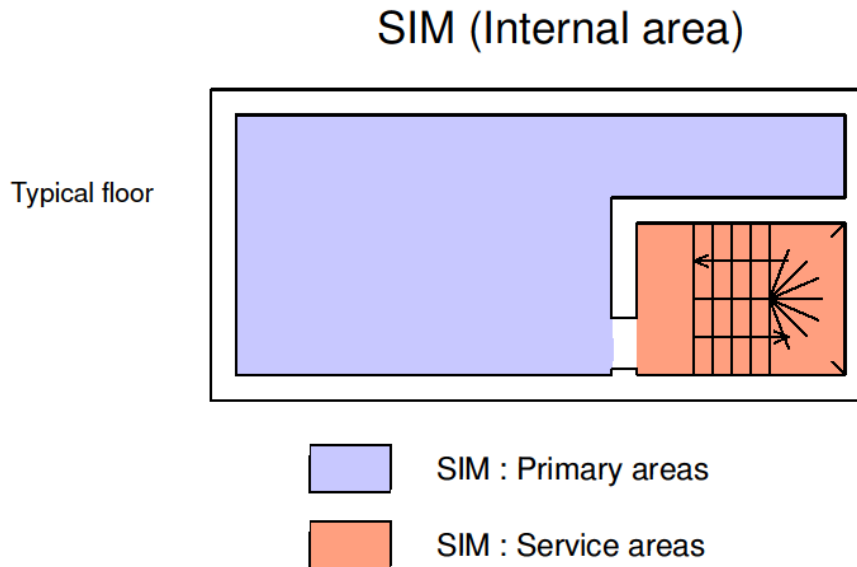 SIM (Internal area)
Typical floor
SIM : Primary areas
SIM : Service areas